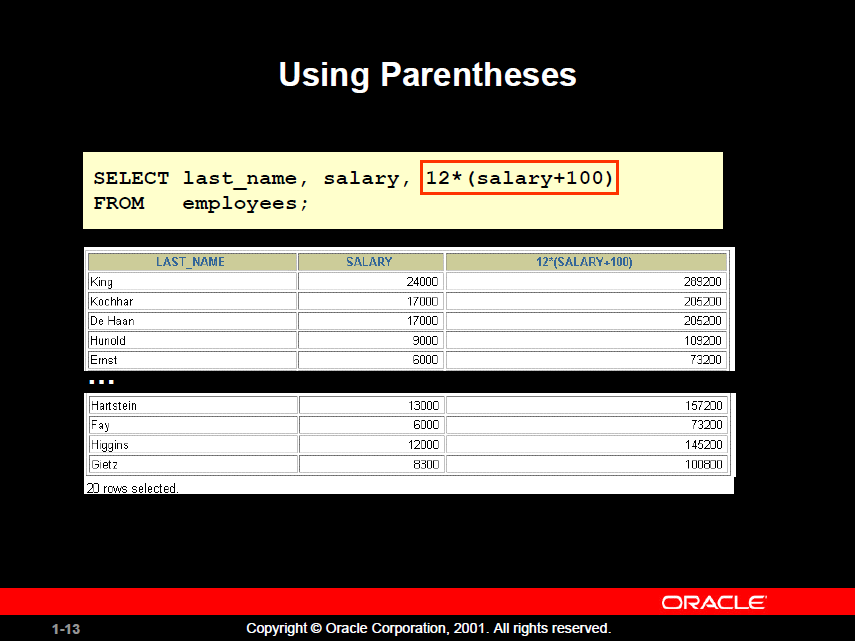 Using Parentheses
SELECT last_name, salary, 12*(salary+100)
FROM employees;
LAST_NAME SALARY 12*(SALARY+100)
King 24000 289200
Kochhar 17000 205200
De Haan 17000 205200
Hunold 9000 109200
Ernst 6000 73200
...
Hartstein 13000 157200
Fay 6000 73200
Higgins 12000 145200
Gietz 8300 100800
20 rows selected.
ORACLE
1-13 Copyright © Oracle Corporation, 2001. All rights reserved.